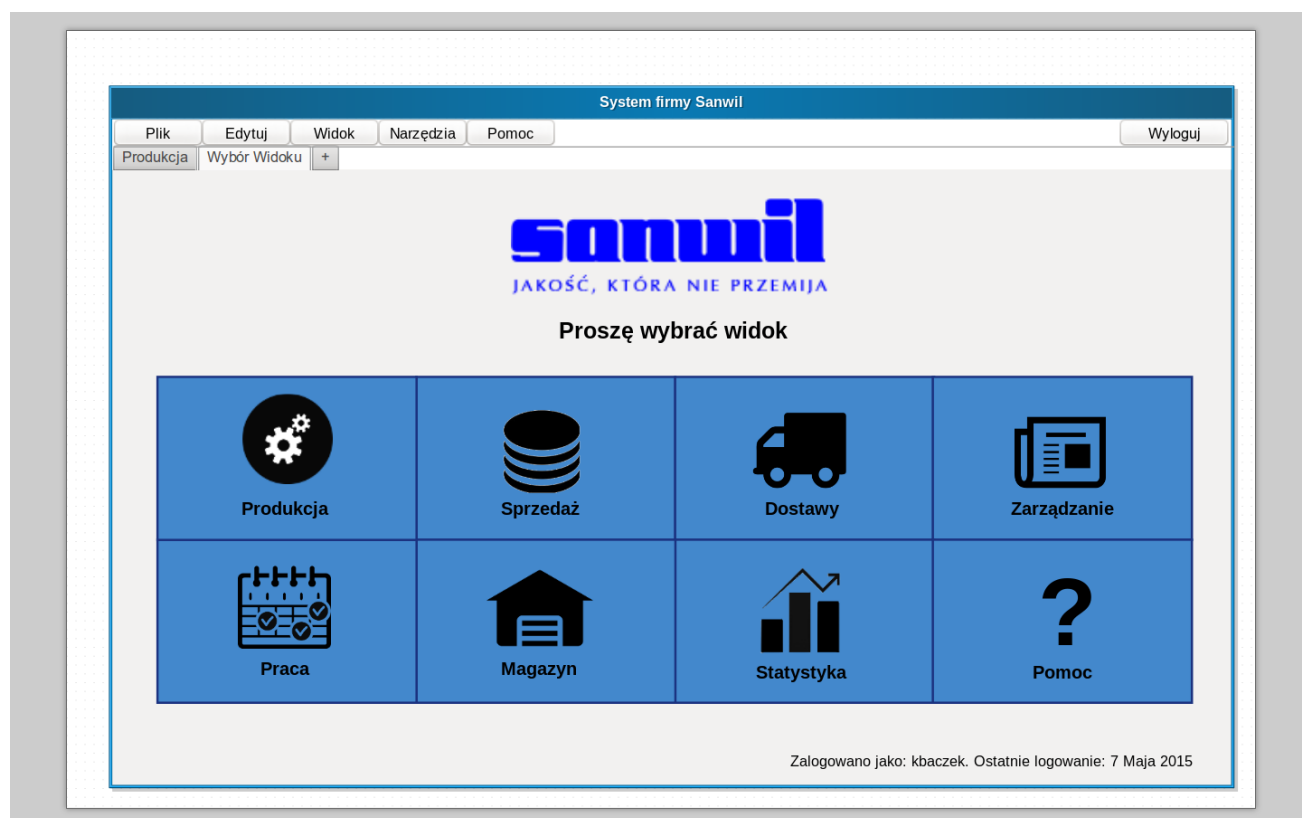 System firmy Sanwil
Plik Edytuj Widok Narzędzia Pomoc Wyloguj
Produkcja Wybór Widoku +
sanwil
JAKOŚĆ, KTÓRA NIE PRZEMIJA
Proszę wybrać widok
Produkcja Sprzedaż Dostawy Zarządzanie
?
Praca Magazyn Statystyka Pomoc
Zalogowano jako: kbaczek. Ostatnie logowanie: 7 Maja 2015